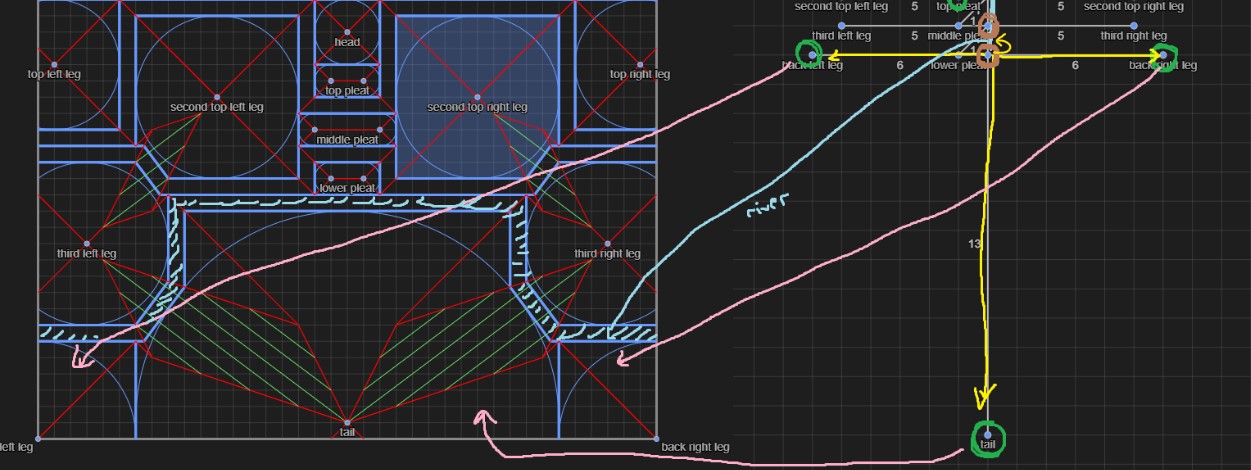 second top left leg 5 top pleat 5 second top right leg
1
third left leg 5 middle pleat 5 third right leg
1
back left leg 6 lower pleat 6 back right leg
head
top left leg
top right leg
top pleat
second top left leg
second top right leg
middle pleat
lower pleat
river
third left leg
third right leg
13
tail
left leg
back right leg
tail